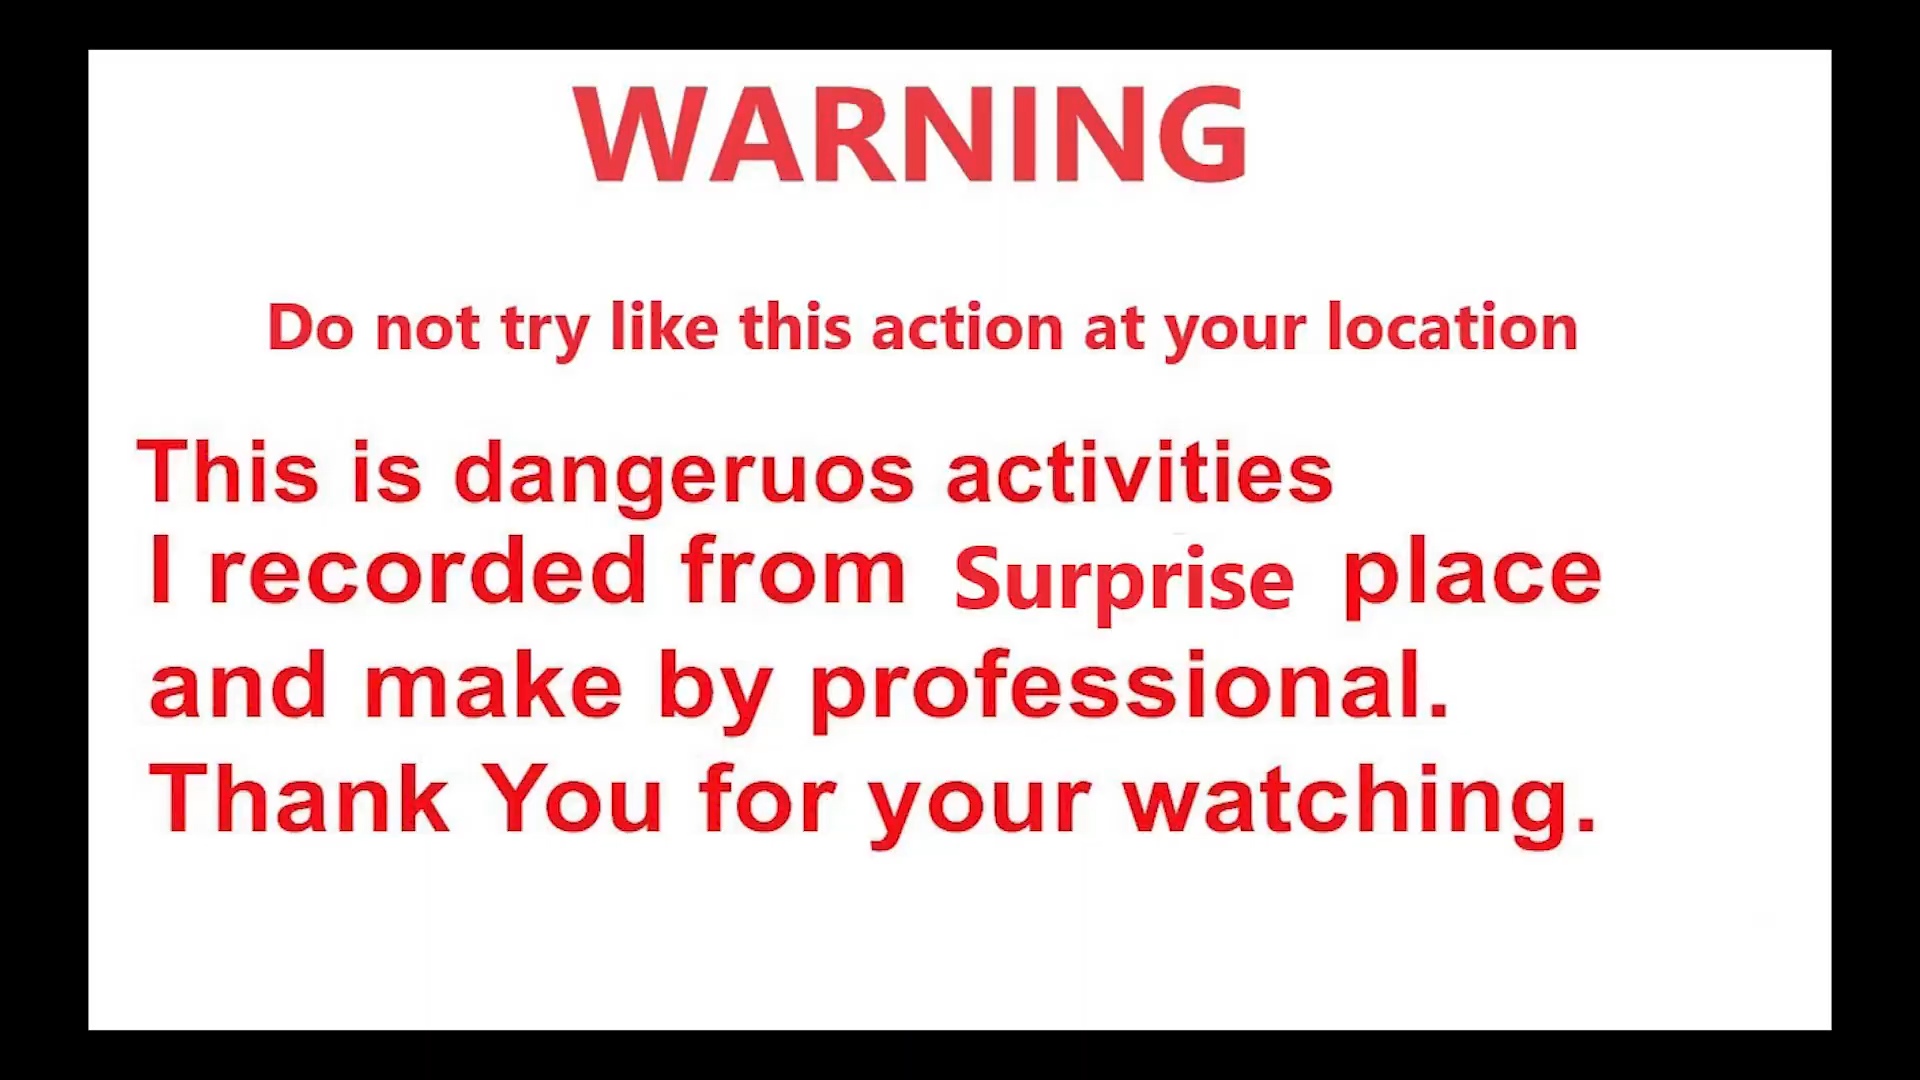 WARNING
Do not try like this action at your location
This is dangeruos activities
I recorded from Surprise place
and make by professional.
Thank You for your watching.